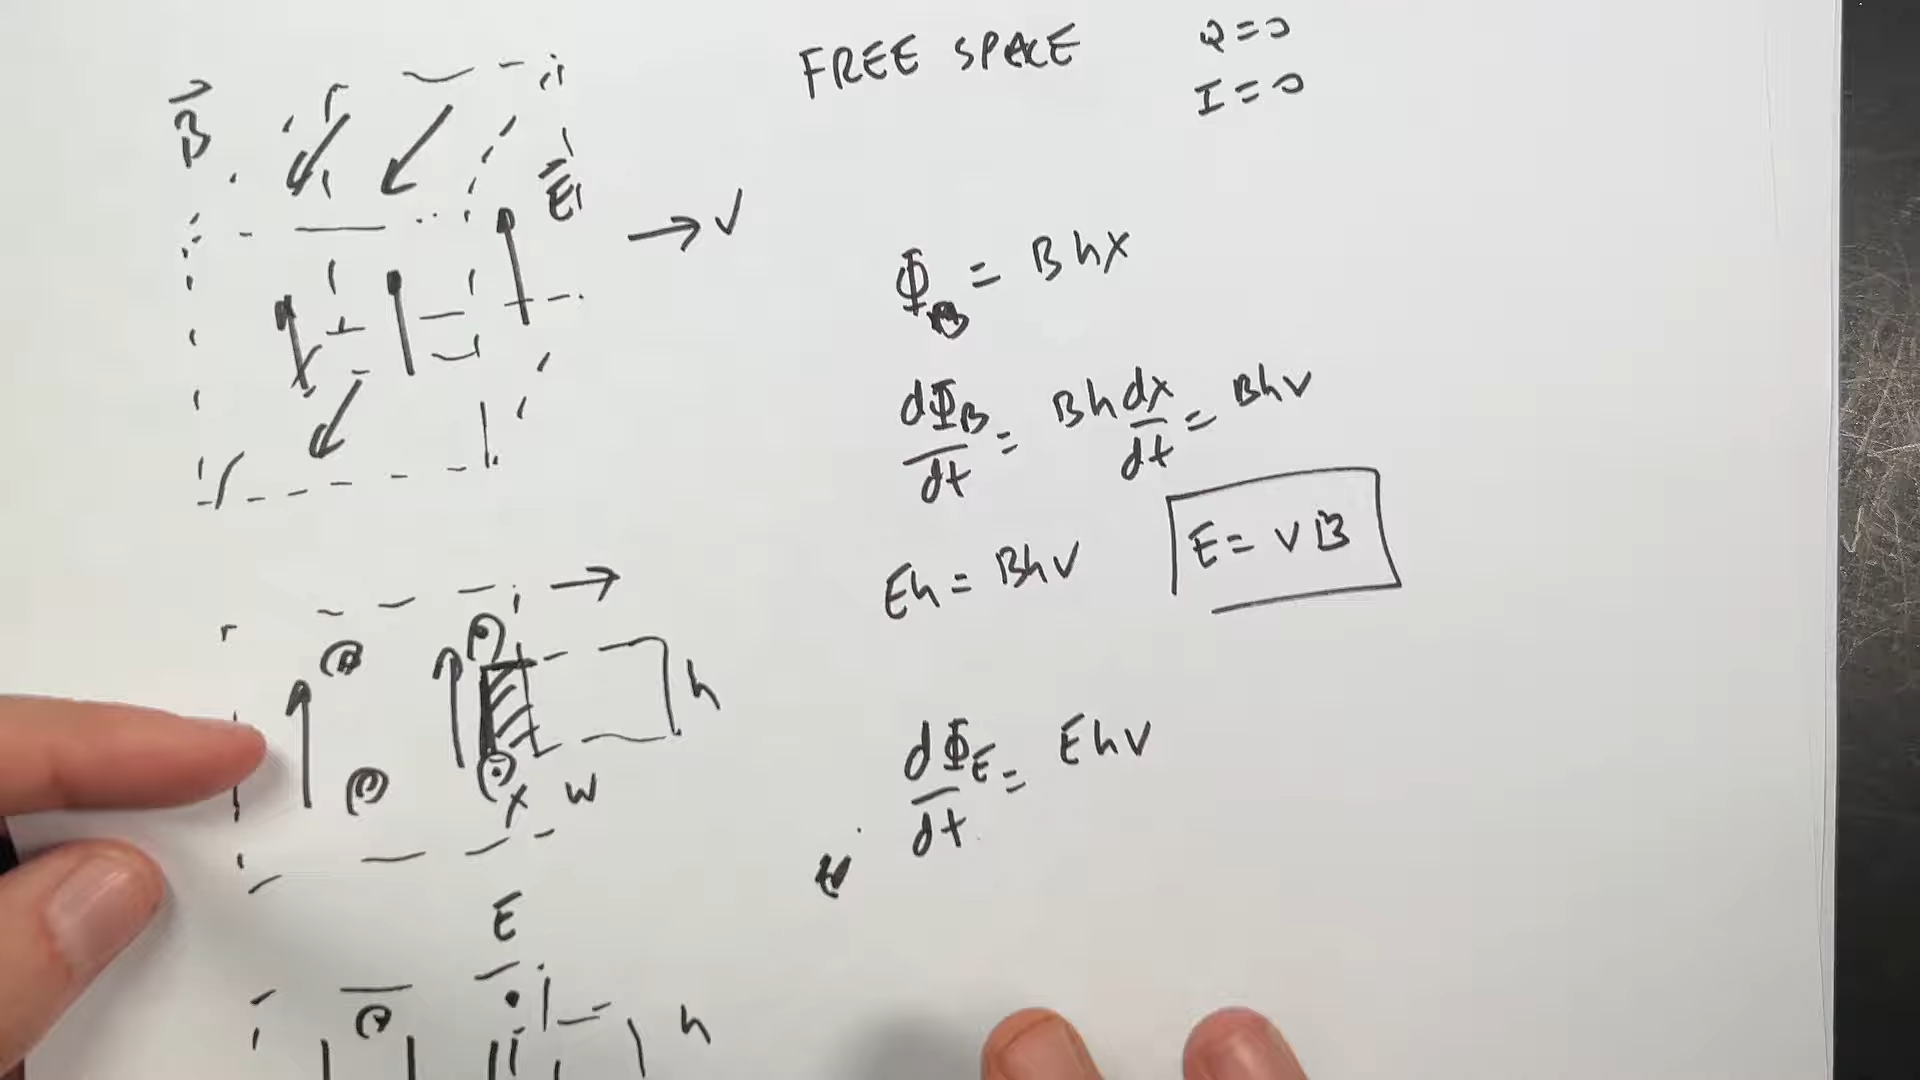 FREE SPACE
Q=0
I=0
B
E
→ v
Φ_B = Bhx
dΦ_B/dt = Bh dx/dt = Bhv
Eh = Bhv
E = vB
h
x w
dΦ_E/dt = Ehv
E
h